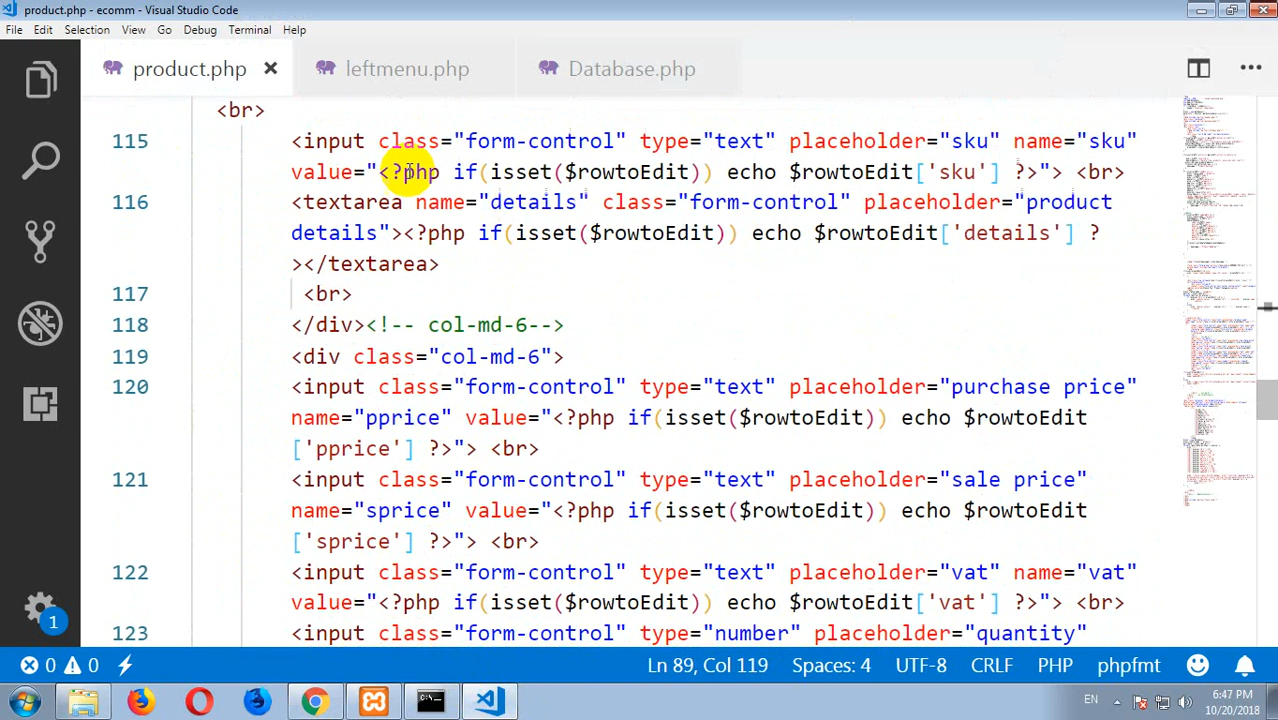 product.php - ecomm - Visual Studio Code
File Edit Selection View Go Debug Terminal Help
product.php leftmenu.php Database.php
<br>
115 <input class="form-control" type="text" placeholder="sku" name="sku"
value="<?php if(isset($rowtoEdit)) echo $rowtoEdit['sku'] ?>"> <br>
116 <textarea name="details" class="form-control" placeholder="product
details"><?php if(isset($rowtoEdit)) echo $rowtoEdit['details'] ?
></textarea>
117 <br>
118 </div><!-- col-md-6-->
119 <div class="col-md-6">
120 <input class="form-control" type="text" placeholder="purchase price"
name="pprice" value="<?php if(isset($rowtoEdit)) echo $rowtoEdit
['pprice'] ?>"> <br>
121 <input class="form-control" type="text" placeholder="sale price"
name="sprice" value="<?php if(isset($rowtoEdit)) echo $rowtoEdit
['sprice'] ?>"> <br>
122 <input class="form-control" type="text" placeholder="vat" name="vat"
value="<?php if(isset($rowtoEdit)) echo $rowtoEdit['vat'] ?>"> <br>
123 <input class="form-control" type="number" placeholder="quantity"
1
0 0 Ln 89, Col 119 Spaces: 4 UTF-8 CRLF PHP phpfmt
EN 6:47 PM
10/20/2018